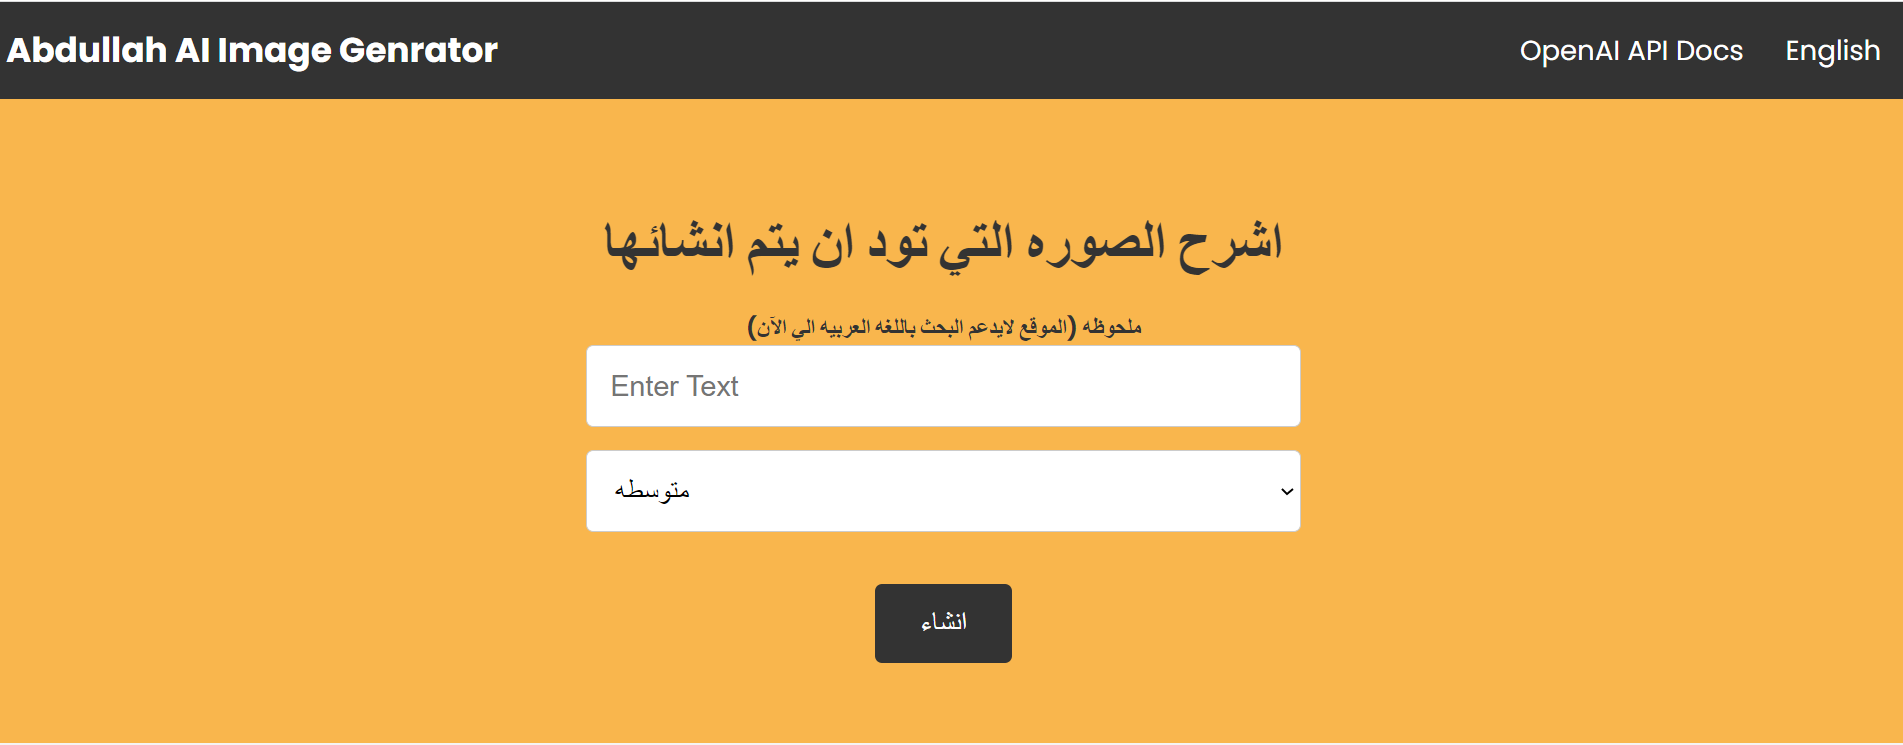 Abdullah AI Image Genrator
OpenAI API Docs
English
اشرح الصوره التي تود ان يتم انشائها
ملحوظه (الموقع لايدعم البحث باللغه العربيه الي الآن)
Enter Text
متوسطه
انشاء